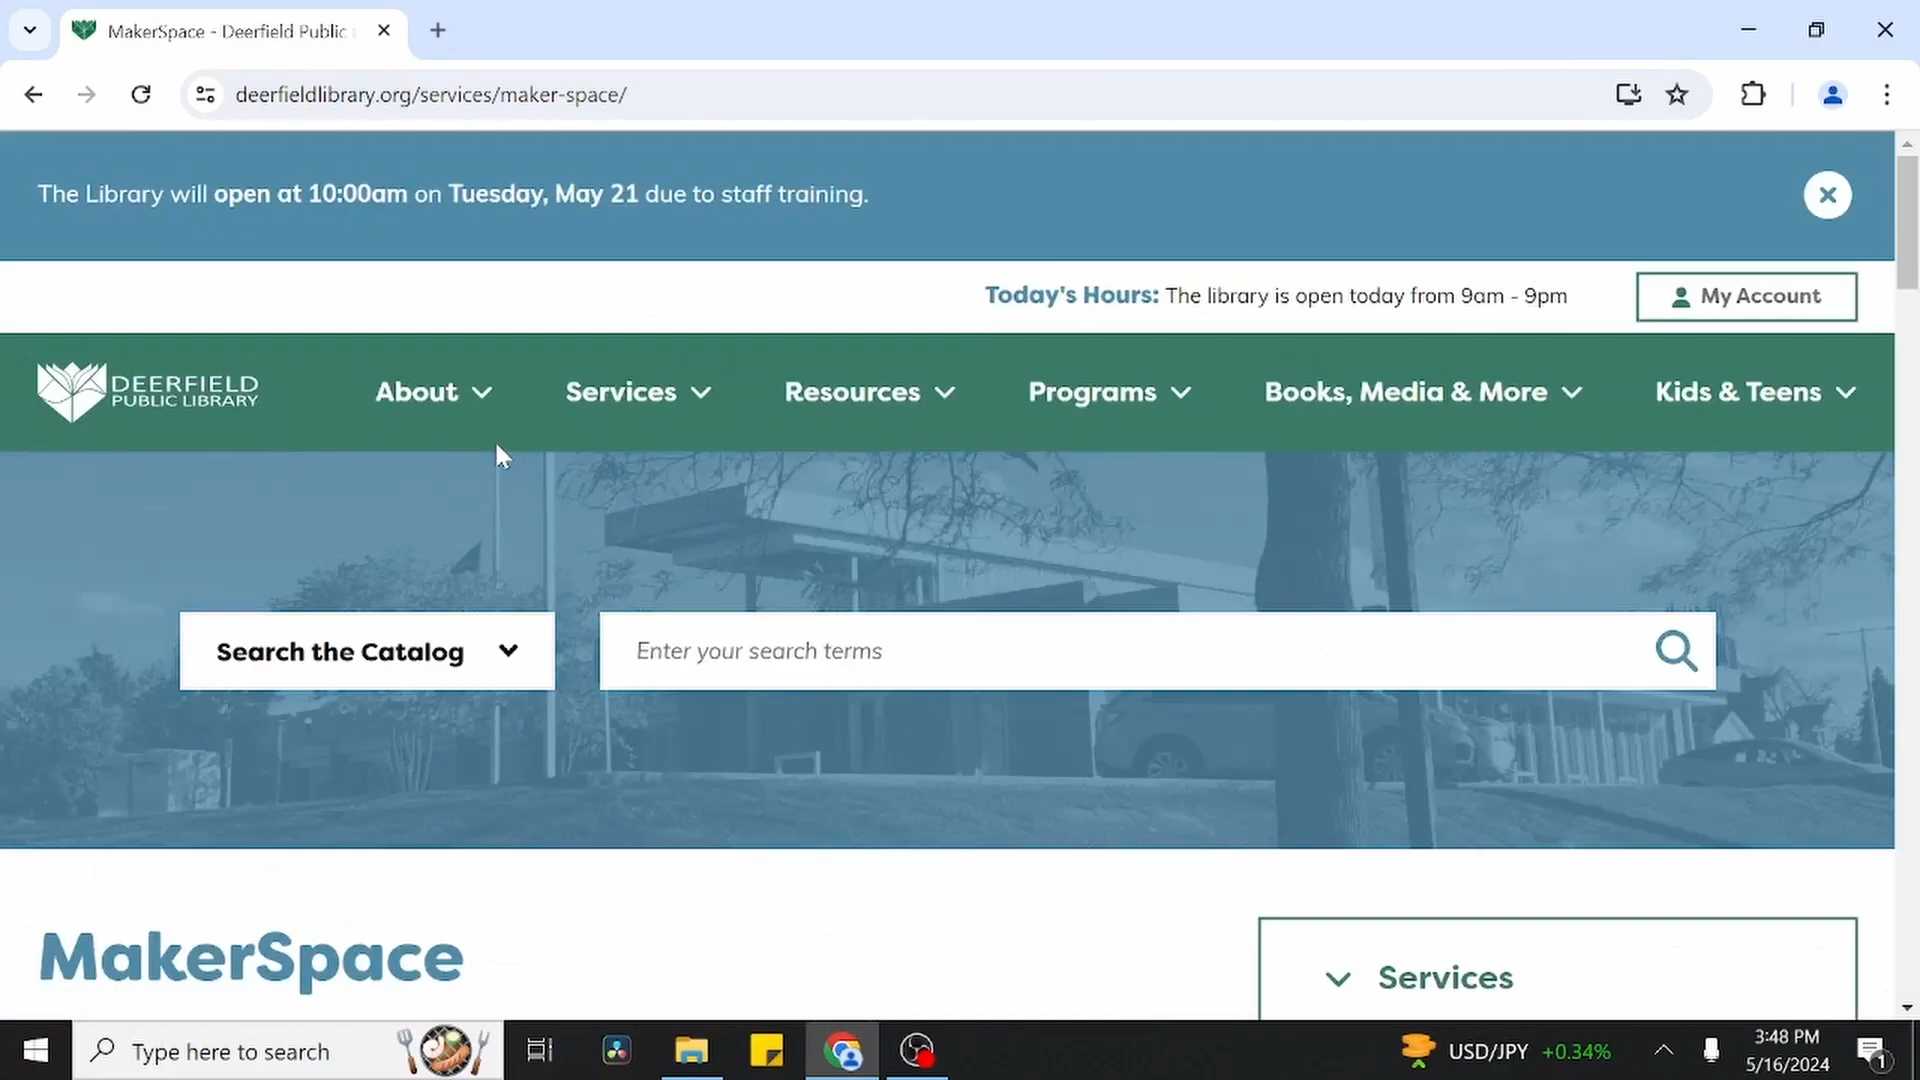 MakerSpace - Deerfield Public
deerfieldlibrary.org/services/maker-space/
The Library will open at 10:00am on Tuesday, May 21 due to staff training.
Today's Hours: The library is open today from 9am - 9pm
My Account
DEERFIELD
PUBLIC LIBRARY
About
Services
Resources
Programs
Books, Media & More
Kids & Teens
Search the Catalog
Enter your search terms
MakerSpace
Services
Type here to search
USD/JPY +0.34%
3:48 PM
5/16/2024
1